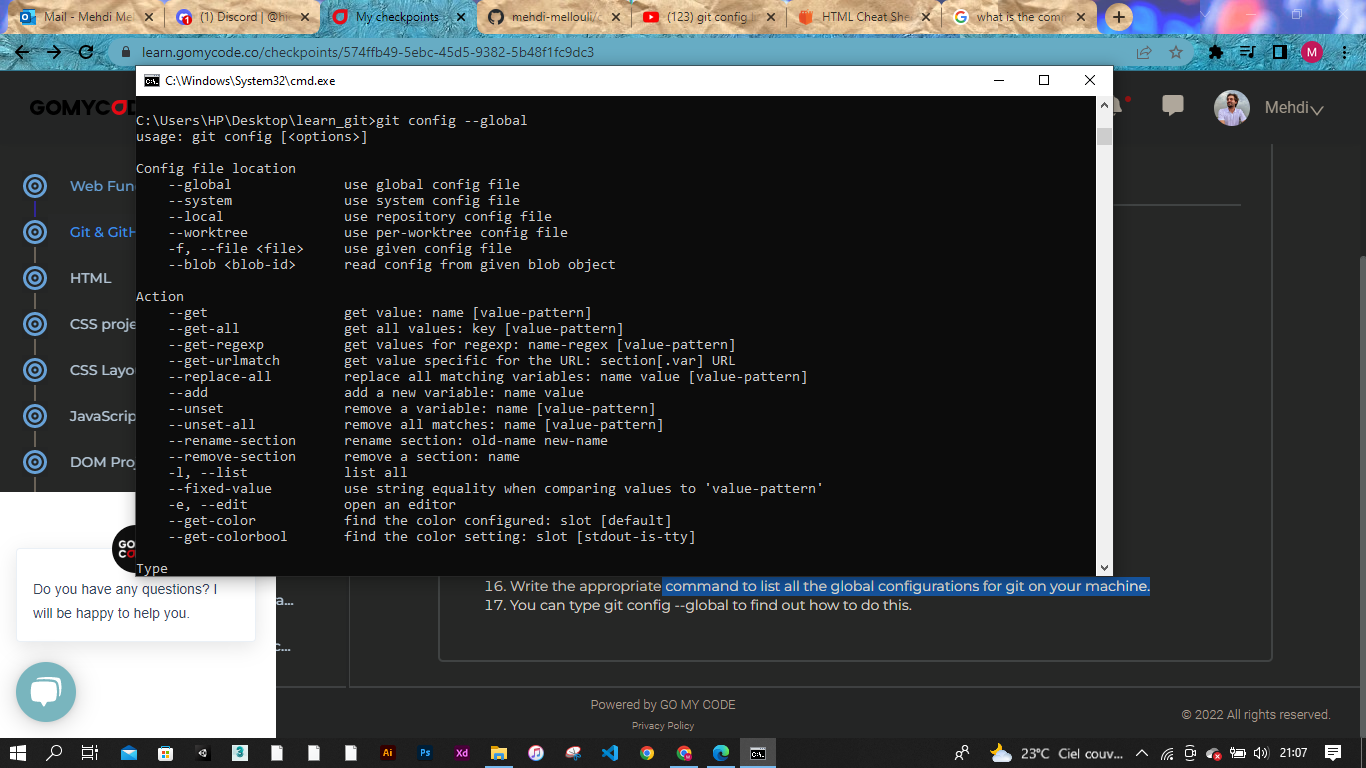 Mail - Mehdi Me
(1) Discord | @h
My checkpoints
mehdi-mellouli/
(123) git config
HTML Cheat She
what is the com
learn.gomycode.co/checkpoints/574ffb49-5ebc-45d5-9382-5b48f1fc9dc3
M
C:\Windows\System32\cmd.exe
GOMYCOD
Mehdi
C:\Users\HP\Desktop\learn_git>git config --global
usage: git config [<options>]
Config file location
--global use global config file
--system use system config file
--local use repository config file
--worktree use per-worktree config file
-f, --file <file> use given config file
--blob <blob-id> read config from given blob object
Action
--get get value: name [value-pattern]
--get-all get all values: key [value-pattern]
--get-regexp get values for regexp: name-regex [value-pattern]
--get-urlmatch get value specific for the URL: section[.var] URL
--replace-all replace all matching variables: name value [value-pattern]
--add add a new variable: name value
--unset remove a variable: name [value-pattern]
--unset-all remove all matches: name [value-pattern]
--rename-section rename section: old-name new-name
--remove-section remove a section: name
-l, --list list all
--fixed-value use string equality when comparing values to 'value-pattern'
-e, --edit open an editor
--get-color find the color configured: slot [default]
--get-colorbool find the color setting: slot [stdout-is-tty]
Type
Web Fun
Git & GitH
HTML
CSS proje
CSS Layou
JavaScrip
DOM Proj
GO
CO
Do you have any questions? I
will be happy to help you.
a...
c...
16. Write the appropriate command to list all the global configurations for git on your machine.
17. You can type git config --global to find out how to do this.
Powered by GO MY CODE
Privacy Policy
© 2022 All rights reserved.
3
Ai
Ps
Xd
23°C Ciel couv...
21:07